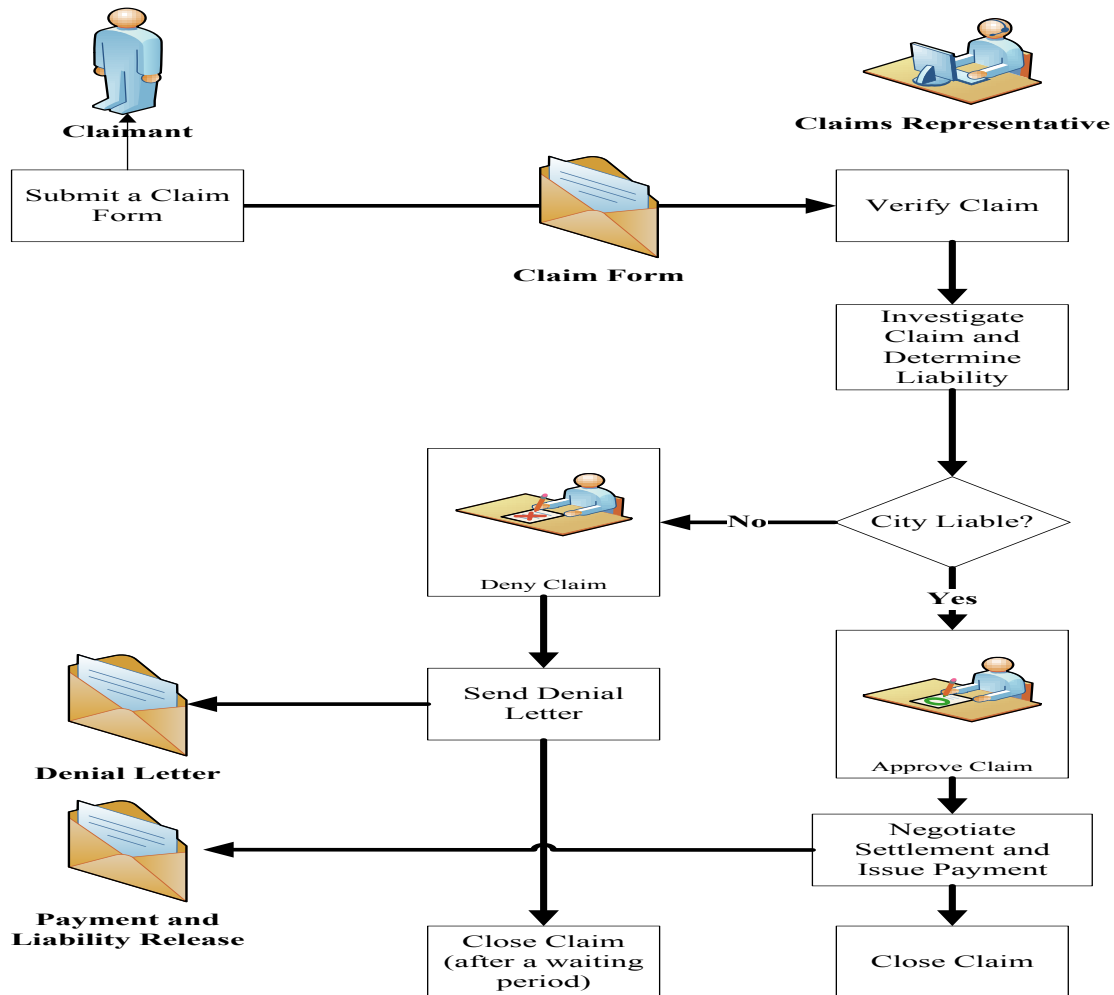 Claimant
Claims Representative
Submit a Claim
Form
Verify Claim
Claim Form
Investigate
Claim and
Determine
Liability
City Liable?
No
Deny Claim
Yes
Send Denial
Letter
Denial Letter
Approve Claim
Negotiate
Settlement and
Issue Payment
Payment and
Liability Release
Close Claim
(after a waiting
period)
Close Claim